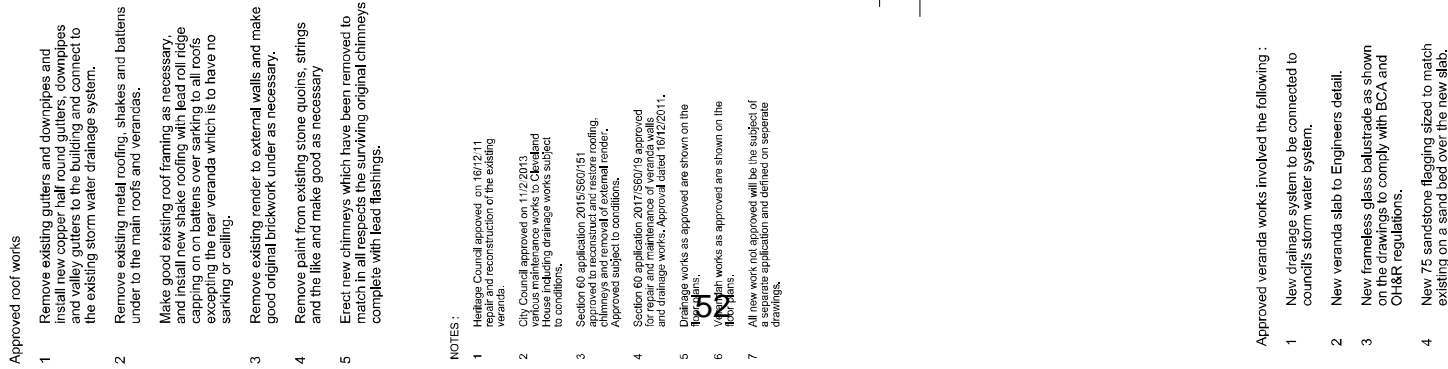 Approved roof works
1 Remove existing gutters and downpipes and
install new copper half round gutters, downpipes
and valley gutters to the building and connect to
the existing storm water drainage system.
2 Remove existing metal roofing, shakes and battens
under to the main roofs and verandas.
Make good existing roof framing as necessary,
and install new shake roofing with lead roll ridge
capping on on battens over sarking to all roofs
excepting the rear veranda which is to have no
sarking or celling.
3 Remove existing render to external walls and make
good original brickwork under as necessary.
4 Remove paint from existing stone quoins, strings
and the like and make good as necessary
5 Erect new chimneys which have been removed to
match in all respects the surviving original chimneys
complete with lead flashings.
NOTES :
1 Heritage Council appoved on 16/12/11
repair and reconstruction of the existing
veranda.
2 City Council approved on 11/2/2013
various maintenance works to Cleveland
House including drainage works subject
to conditions.
3 Section 60 application 2015/S60/151
approved to reconstruct and restore roofing,
chimneys and removal of external render.
Approved subject to conditions.
4 Section 60 application 2017/S60/19 approved
for repair and maintenance of veranda walls
and drainage works. Approval dated 16/12/2011.
5 Drainage works as approved are shown on the
floor plans.
6 Verandah works as approved are shown on the
floor plans.
7 All new work not approved will be the subject of
a separate application and defined on seperate
drawings.
52
Approved veranda works involved the following :
1 New drainage system to be connected to
council's storm water system.
2 New veranda slab to Engineers detail.
3 New frameless glass balustrade as shown
on the drawings to comply with BCA and
OH&R regulations.
4 New 75 sandstone flagging sized to match
existing on a sand bed over the new slab.